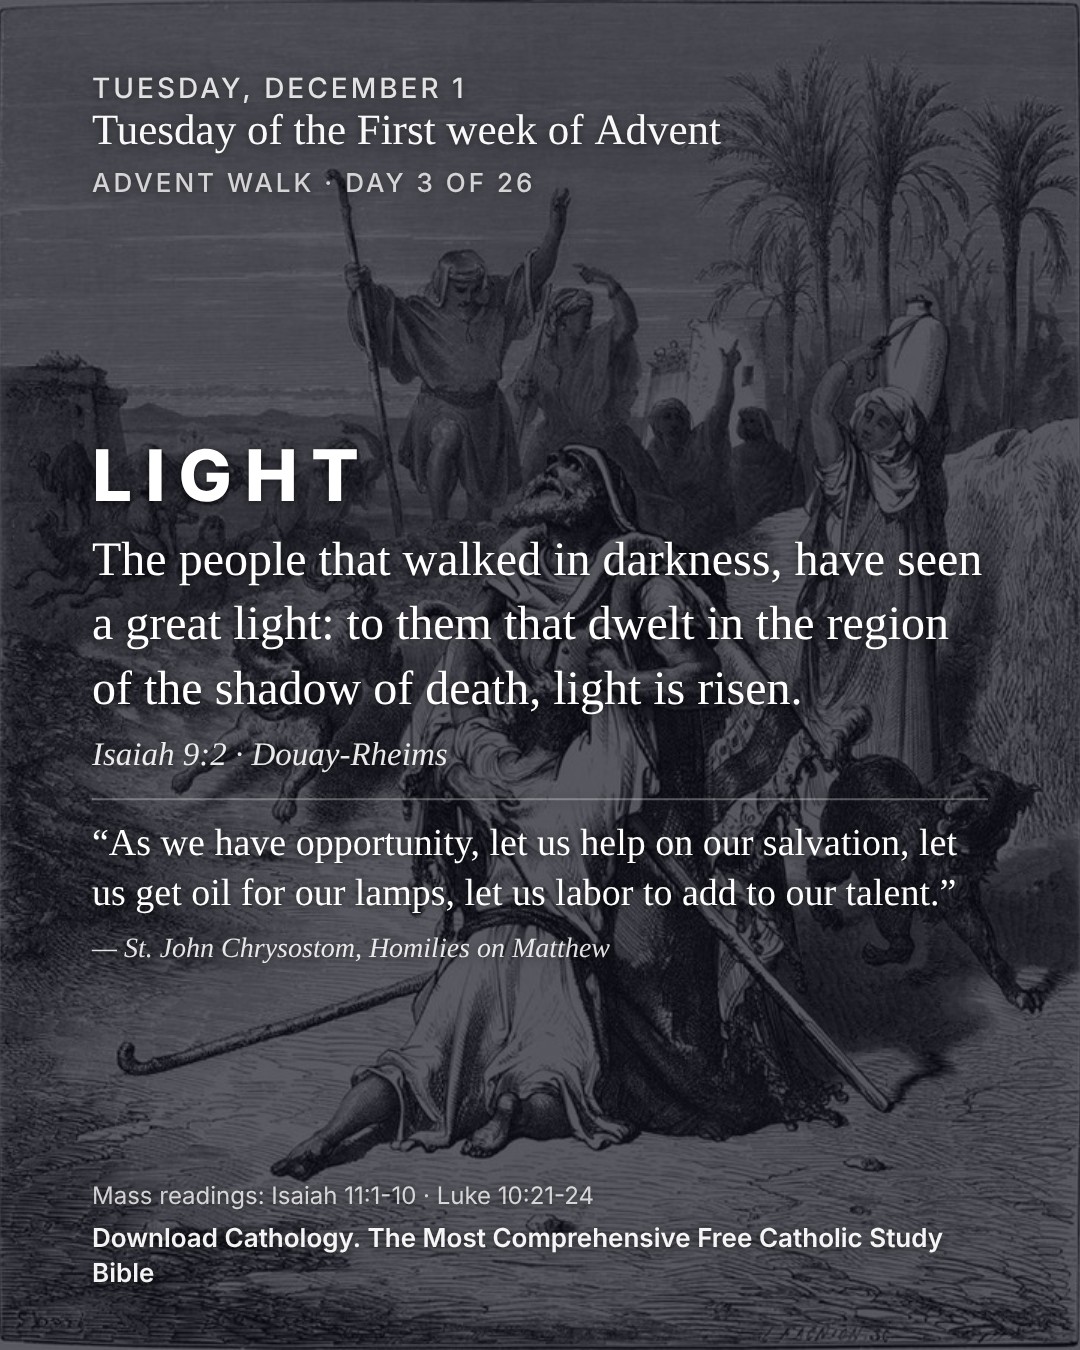 TUESDAY, DECEMBER 1
Tuesday of the First week of Advent
ADVENT WALK · DAY 3 OF 26
LIGHT
The people that walked in darkness, have seen
a great light: to them that dwelt in the region
of the shadow of death, light is risen.
Isaiah 9:2 · Douay-Rheims
“As we have opportunity, let us help on our salvation, let
us get oil for our lamps, let us labor to add to our talent.”
— St. John Chrysostom, Homilies on Matthew
Mass readings: Isaiah 11:1-10 · Luke 10:21-24
Download Cathology. The Most Comprehensive Free Catholic Study
Bible